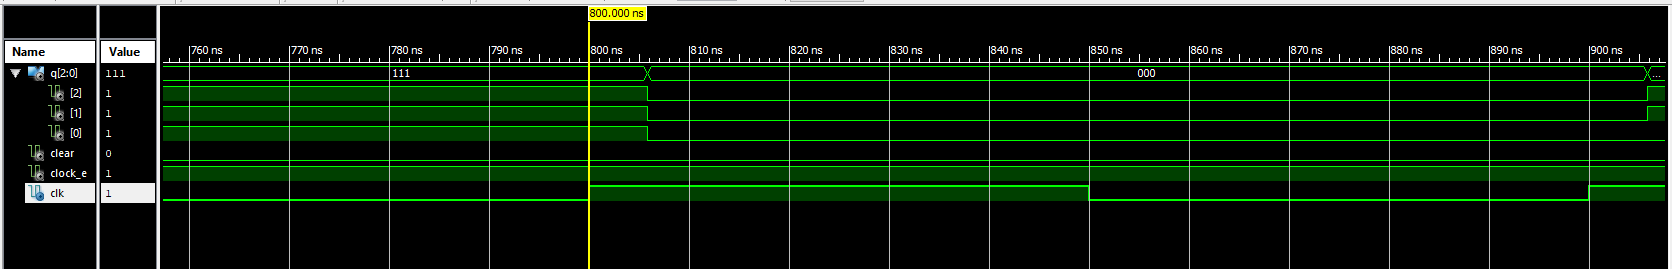 800.000 ns
Name Value 760 ns 770 ns 780 ns 790 ns 800 ns 810 ns 820 ns 830 ns 840 ns 850 ns 860 ns 870 ns 880 ns 890 ns 900 ns
q[2:0] 111 111 000 ...
[2] 1
[1] 1
[0] 1
clear 0
clock_e 1
clk 1